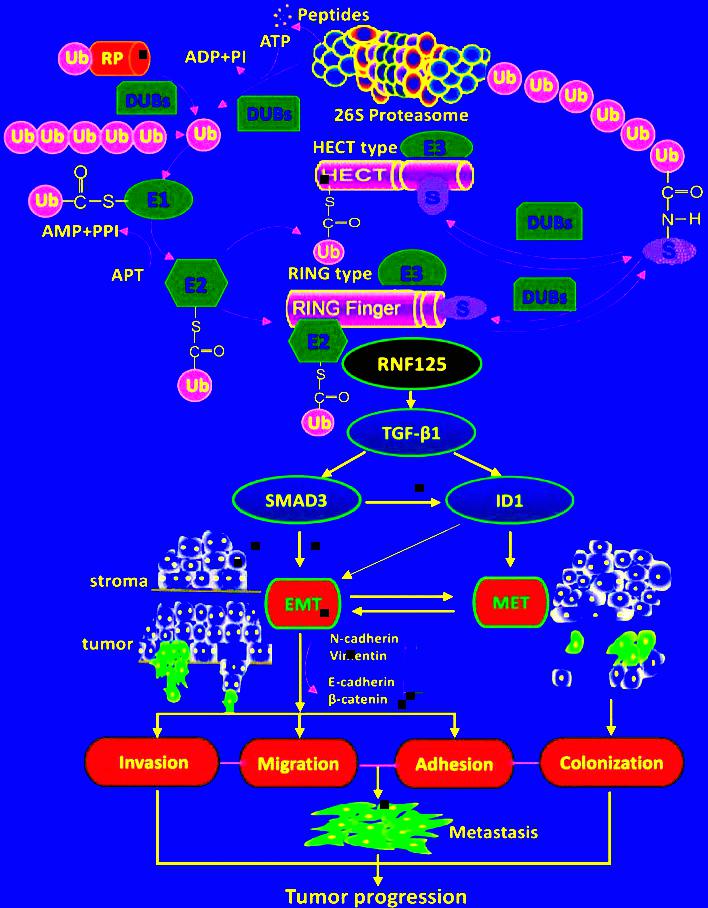 Peptides
ATP
ADP+PI
Ub RP
DUBs
DUBs
26S Proteasome
Ub Ub Ub Ub Ub
Ub
Ub
Ub
Ub
Ub
Ub
Ub
HECT type E3
HECT
S
S
C—O
Ub
O
Ub—C—S—E1
AMP+PPI
APT
E2
S
C—O
Ub
C=O
N—H
S
DUBs
DUBs
RING type E3
RING Finger S
E2
S
C—O
Ub
RNF125
TGF-β1
SMAD3
ID1
stroma
EMT
MET
tumor
N-cadherin
E-cadherin
β-catenin
Invasion
Migration
Adhesion
Colonization
Metastasis
Tumor progression